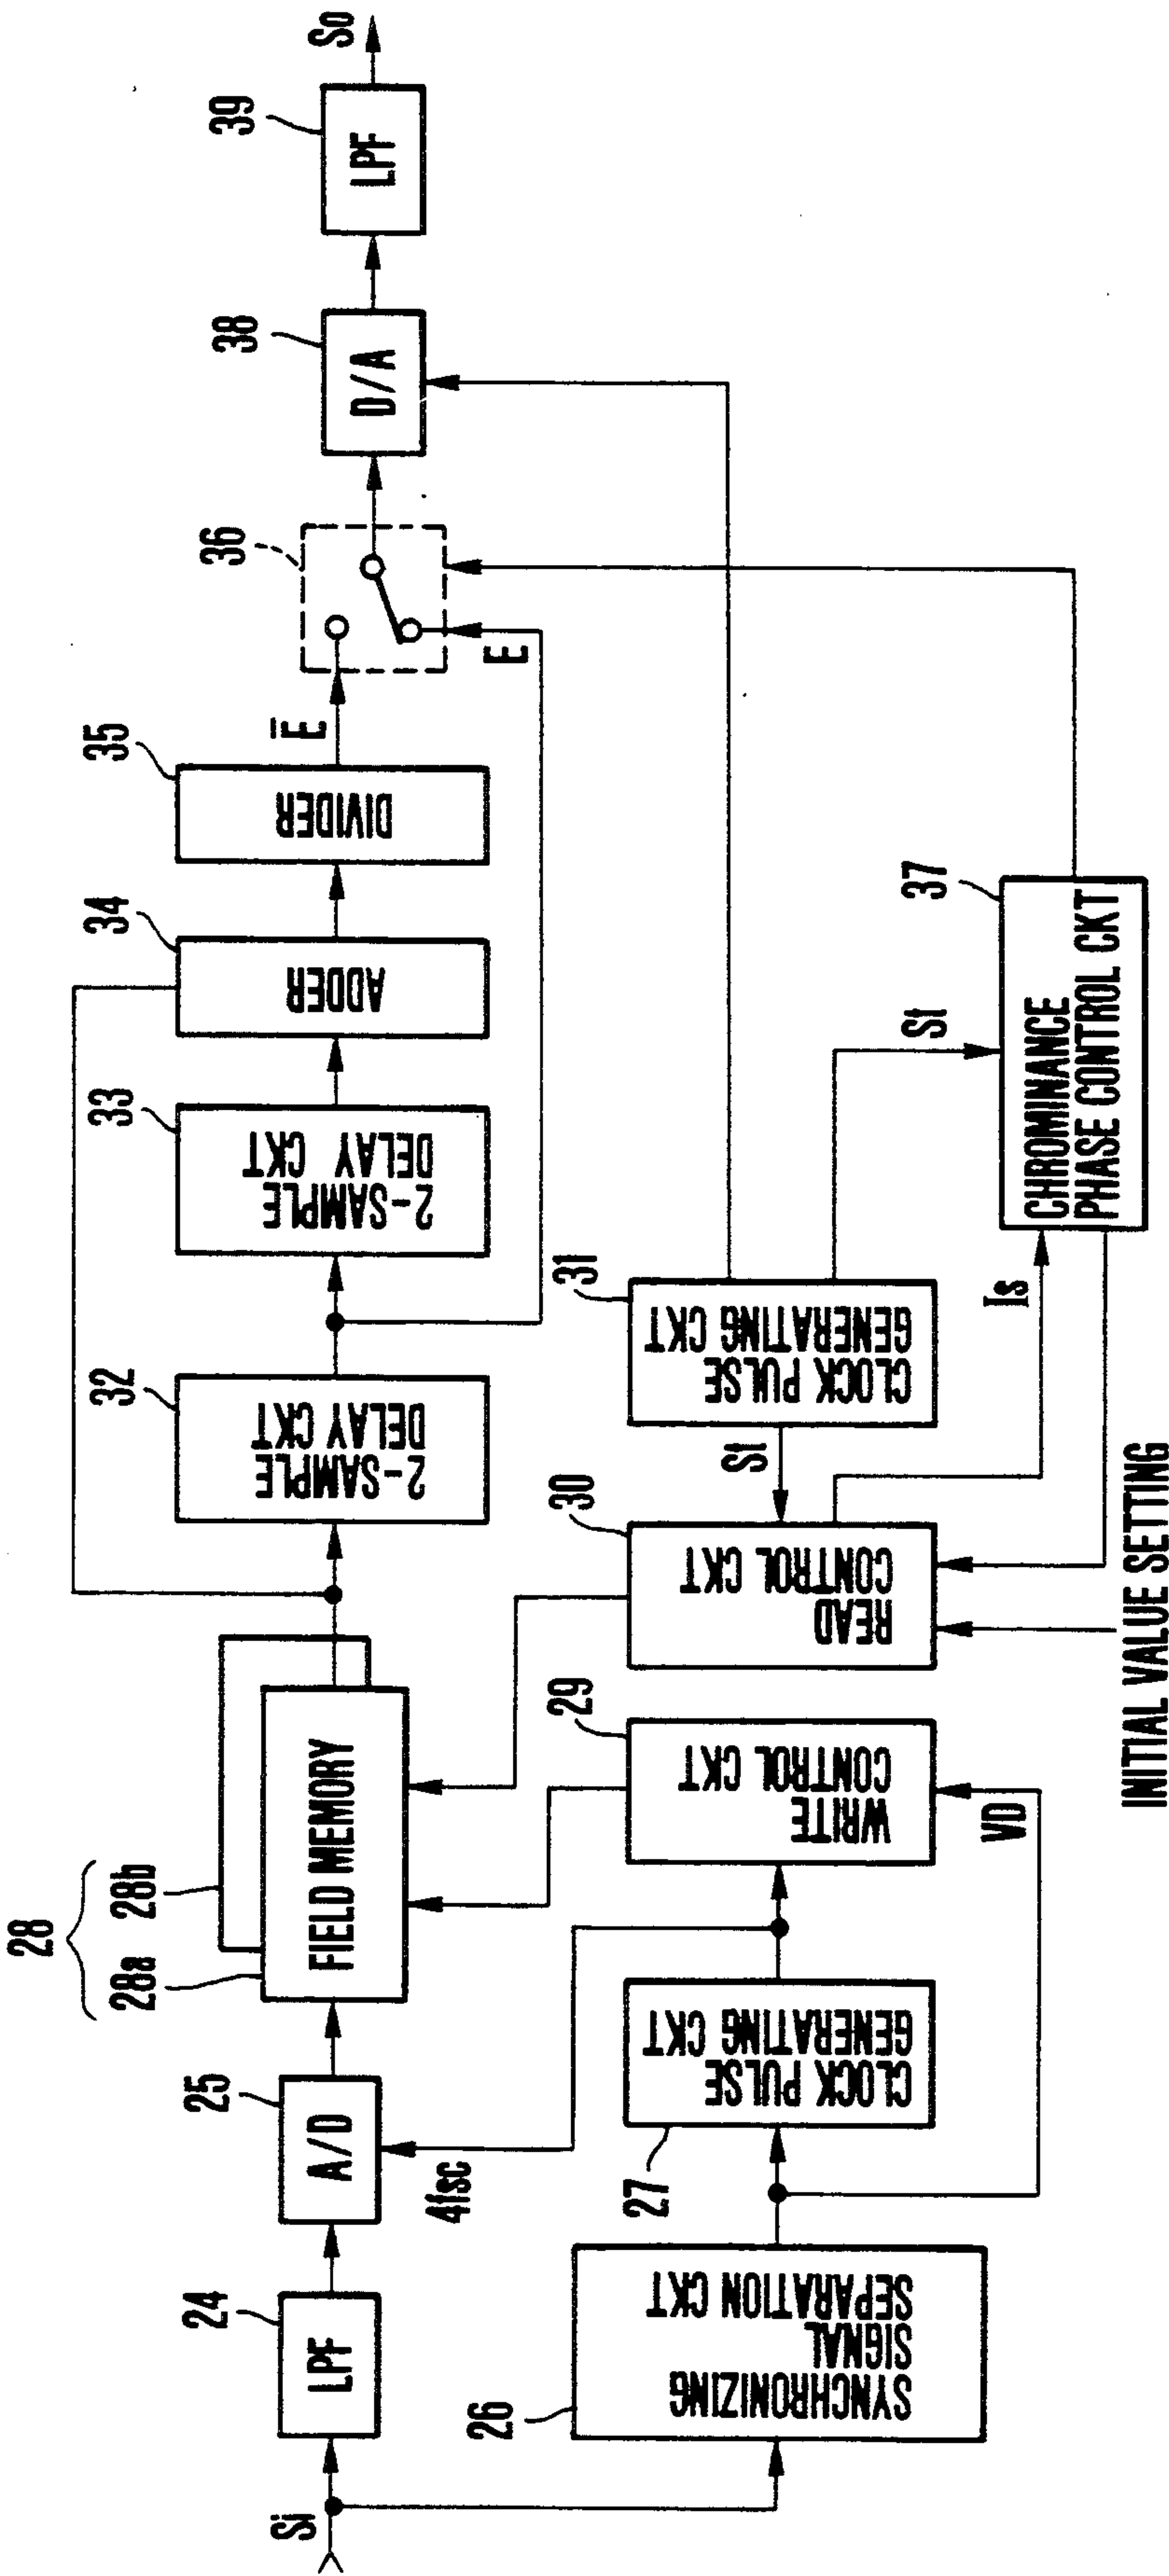 28
28a 28b
32
33
34
35
36
38
39
Si
24
LPF
25
A/D
FIELD MEMORY
2-SAMPLE
DELAY CKT
2-SAMPLE
DELAY CKT
ADDER
DIVIDER
E̅
E
D/A
LPF
So
4fsc
26
SYNCHRONIZING
SIGNAL
SEPARATION CKT
27
CLOCK PULSE
GENERATING CKT
29
WRITE
CONTROL CKT
VD
30
READ
CONTROL CKT
St
31
CLOCK PULSE
GENERATING CKT
St
Is
37
CHROMINANCE
PHASE CONTROL CKT
INITIAL VALUE SETTING